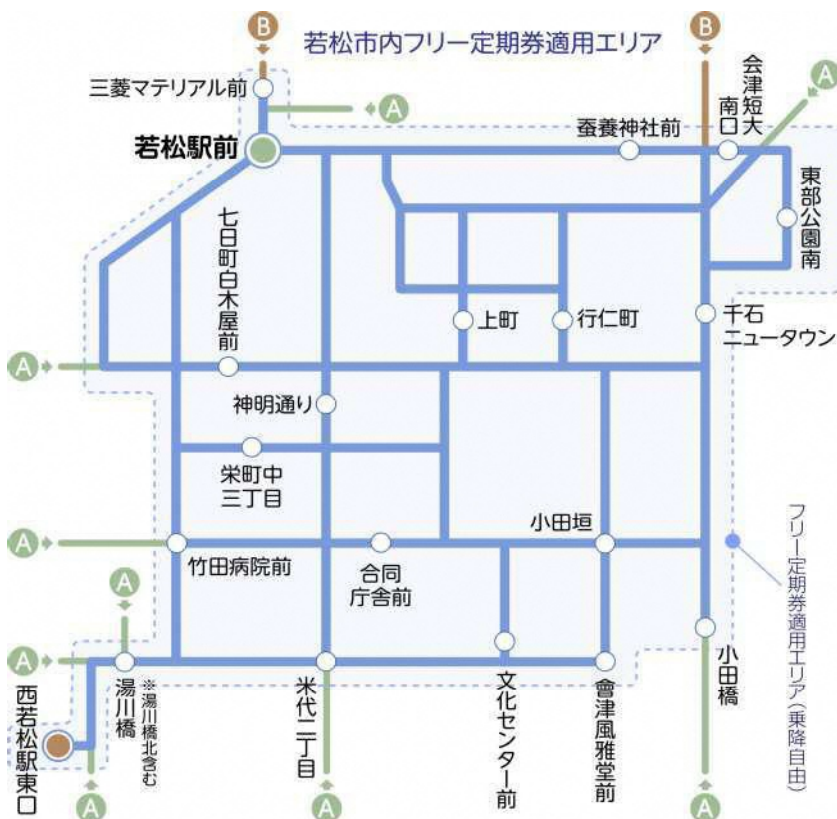 B
若松市内フリー定期券適用エリア
B
A
三菱マテリアル前
A
会津短大
南口
蚕養神社前
若松駅前
東部公園南
七日町白木屋前
上町
行仁町
千石
ニュータウン
A
神明通り
栄町中
三丁目
小田垣
フリー定期券適用エリア(乗降自由)
A
竹田病院前
合同
庁舎前
A
A
湯川橋
※湯川橋北含む
西若松駅東口
米代二丁目
文化センター前
會津風雅堂前
小田橋
A
A
A